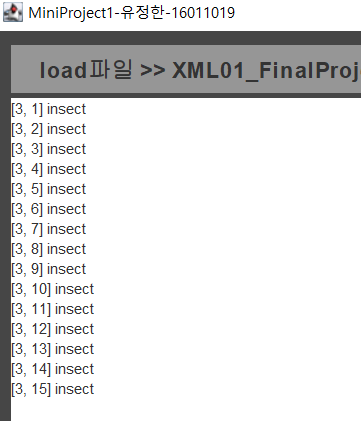 MiniProject1-유정한-16011019
load파일 >> XML01_FinalProj
[3, 1] insect
[3, 2] insect
[3, 3] insect
[3, 4] insect
[3, 5] insect
[3, 6] insect
[3, 7] insect
[3, 8] insect
[3, 9] insect
[3, 10] insect
[3, 11] insect
[3, 12] insect
[3, 13] insect
[3, 14] insect
[3, 15] insect